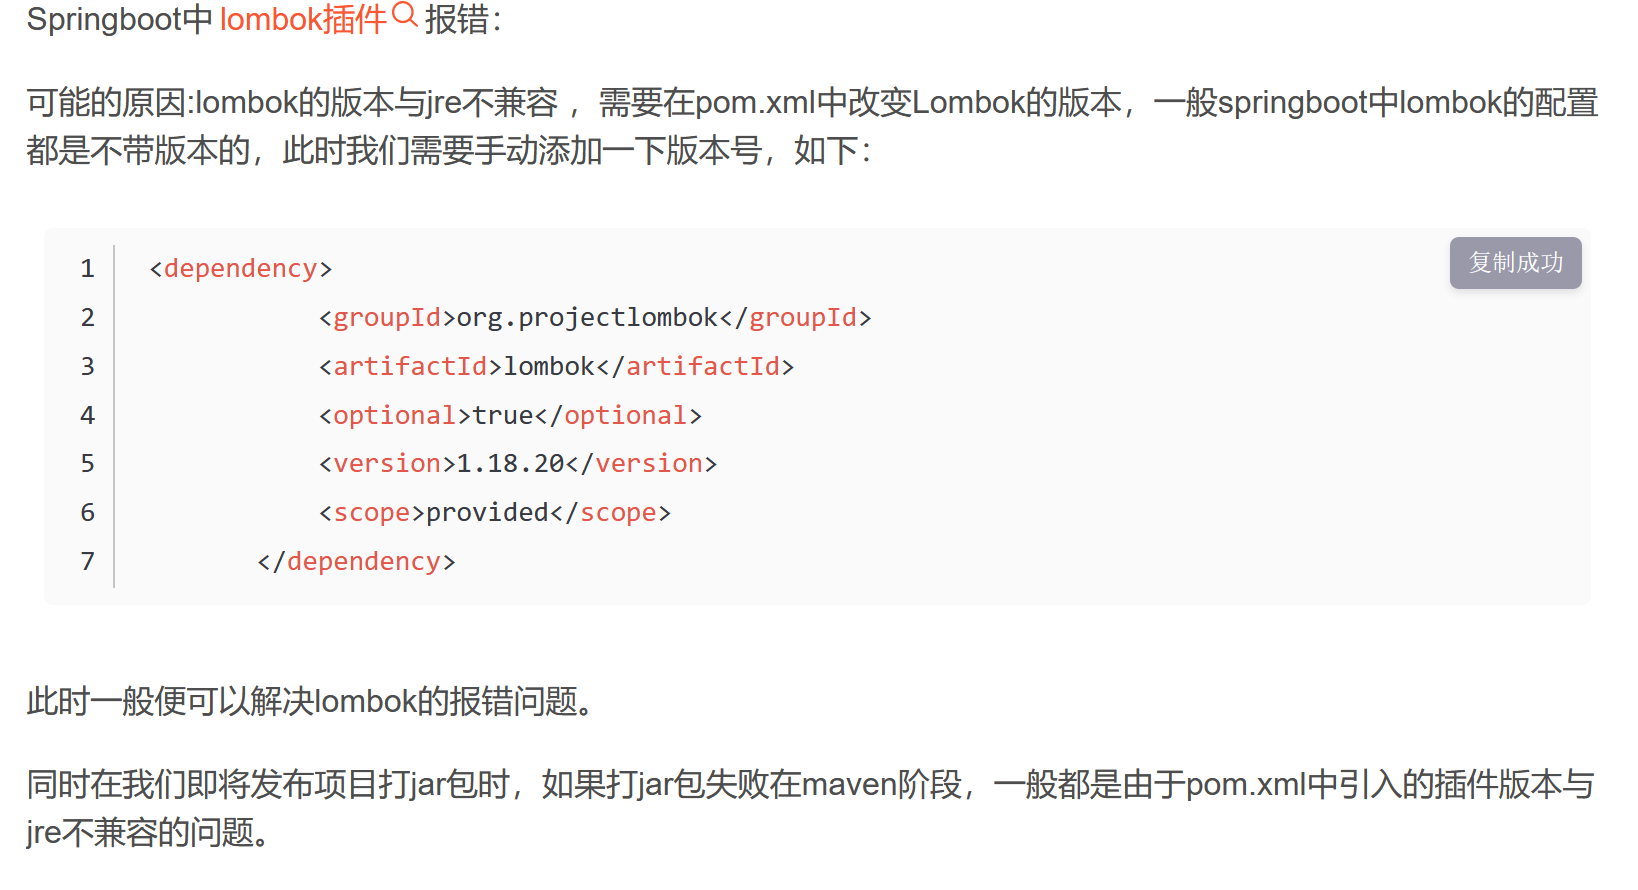 Springboot中 lombok插件 报错：
可能的原因:lombok的版本与jre不兼容 ，需要在pom.xml中改变Lombok的版本，一般springboot中lombok的配置
都是不带版本的，此时我们需要手动添加一下版本号，如下：
复制成功
1 <dependency>
2 <groupId>org.projectlombok</groupId>
3 <artifactId>lombok</artifactId>
4 <optional>true</optional>
5 <version>1.18.20</version>
6 <scope>provided</scope>
7 </dependency>
此时一般便可以解决lombok的报错问题。
同时在我们即将发布项目打jar包时，如果打jar包失败在maven阶段，一般都是由于pom.xml中引入的插件版本与
jre不兼容的问题。